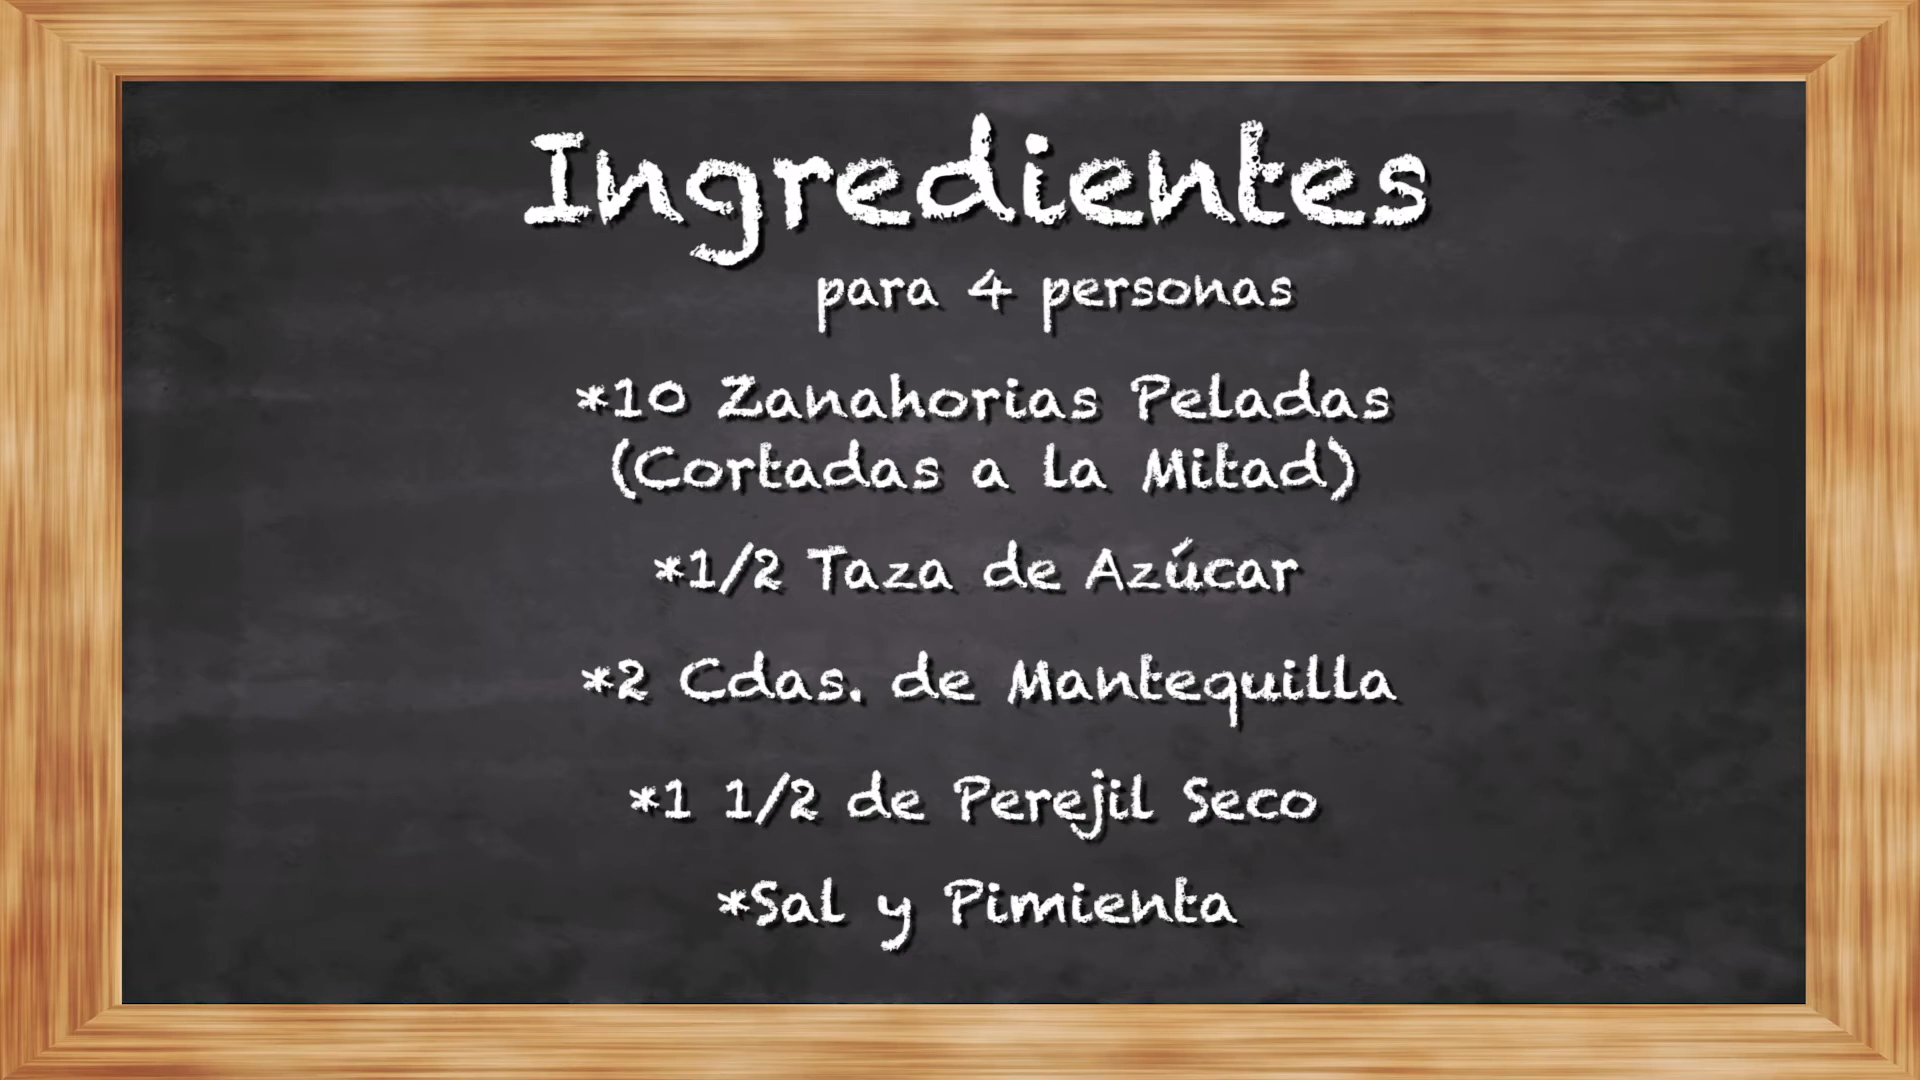 Ingredientes
para 4 personas
*10 Zanahorias Peladas
(Cortadas a la Mitad)
*1/2 Taza de Azúcar
*2 Cdas. de Mantequilla
*1 1/2 de Perejil Seco
*Sal y Pimienta